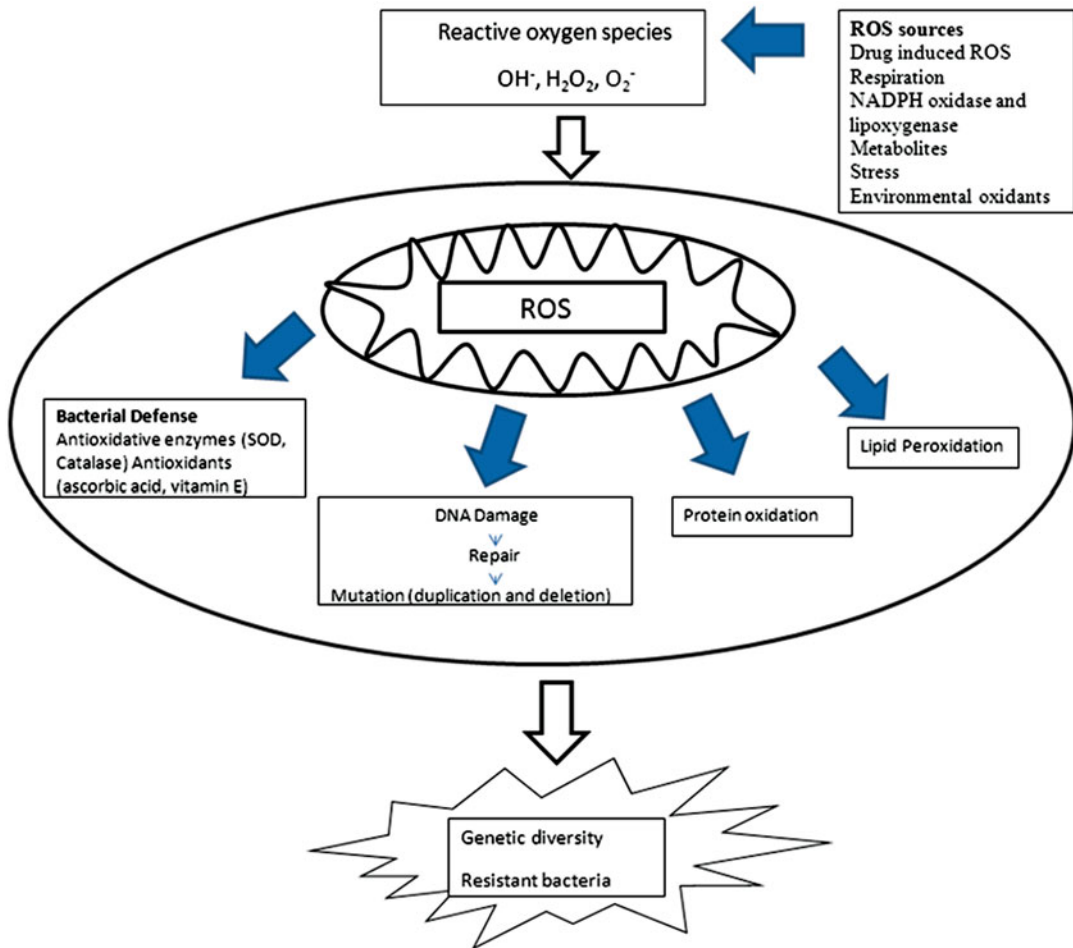 Reactive oxygen species
OH⁻, H₂O₂, O₂⁻
ROS sources
Drug induced ROS
Respiration
NADPH oxidase and
lipoxygenase
Metabolites
Stress
Environmental oxidants
ROS
Bacterial Defense
Antioxidative enzymes (SOD,
Catalase) Antioxidants
(ascorbic acid, vitamin E)
DNA Damage
Repair
Mutation (duplication and deletion)
Protein oxidation
Lipid Peroxidation
Genetic diversity
Resistant bacteria